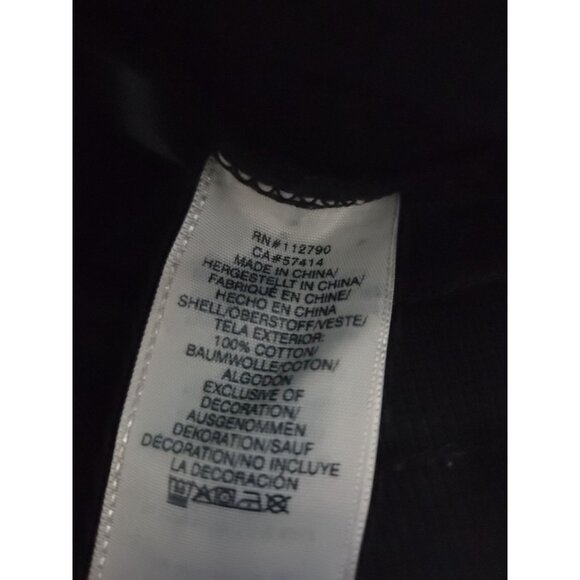 RN#112790
CA#57414
MADE IN CHINA/
HERGESTELLT IN CHINA/
FABRIQUÉ EN CHINE/
HECHO EN CHINA
SHELL/OBERSTOFF/VESTE/
TELA EXTERIOR:
100% COTTON/
BAUMWOLLE/COTON/
ALGODON
EXCLUSIVE OF
DECORATION/
AUSGENOMMEN
DEKORATION/SAUF
DÉCORATION/NO INCLUYE
LA DECORACIÓN